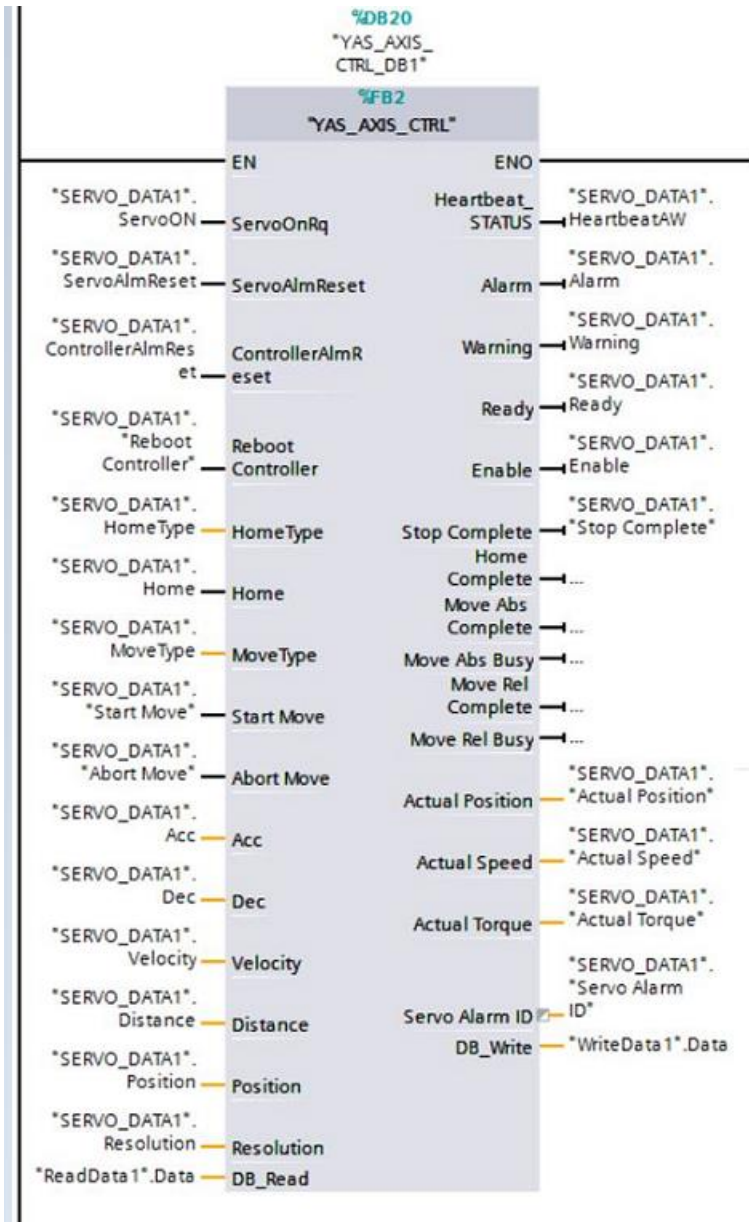 %DB20
"YAS_AXIS_
CTRL_DB1"
%FB2
"YAS_AXIS_CTRL"
EN
ENO
"SERVO_DATA1".
ServoON
ServoOnRq
Heartbeat_
STATUS
"SERVO_DATA1".
HeartbeatAW
"SERVO_DATA1".
ServoAlmReset
ServoAlmReset
Alarm
"SERVO_DATA1".
Alarm
"SERVO_DATA1".
ControllerAlmRes
et
ControllerAlmR
eset
Warning
"SERVO_DATA1".
Warning
Ready
"SERVO_DATA1".
Ready
"SERVO_DATA1".
"Reboot
Controller"
Reboot
Controller
Enable
"SERVO_DATA1".
Enable
"SERVO_DATA1".
HomeType
HomeType
Stop Complete
"SERVO_DATA1".
"Stop Complete"
Home
Complete
...
"SERVO_DATA1".
Home
Home
Move Abs
Complete
...
"SERVO_DATA1".
MoveType
MoveType
Move Abs Busy
...
Move Rel
Complete
...
"SERVO_DATA1".
"Start Move"
Start Move
Move Rel Busy
...
"SERVO_DATA1".
"Abort Move"
Abort Move
Actual Position
"SERVO_DATA1".
"Actual Position"
"SERVO_DATA1".
Acc
Acc
Actual Speed
"SERVO_DATA1".
"Actual Speed"
"SERVO_DATA1".
Dec
Dec
Actual Torque
"SERVO_DATA1".
"Actual Torque"
"SERVO_DATA1".
Velocity
Velocity
"SERVO_DATA1".
Distance
Distance
Servo Alarm ID
"SERVO_DATA1".
"Servo Alarm
ID"
DB_Write
"WriteData1".Data
"SERVO_DATA1".
Position
Position
"SERVO_DATA1".
Resolution
Resolution
"ReadData1".Data
DB_Read